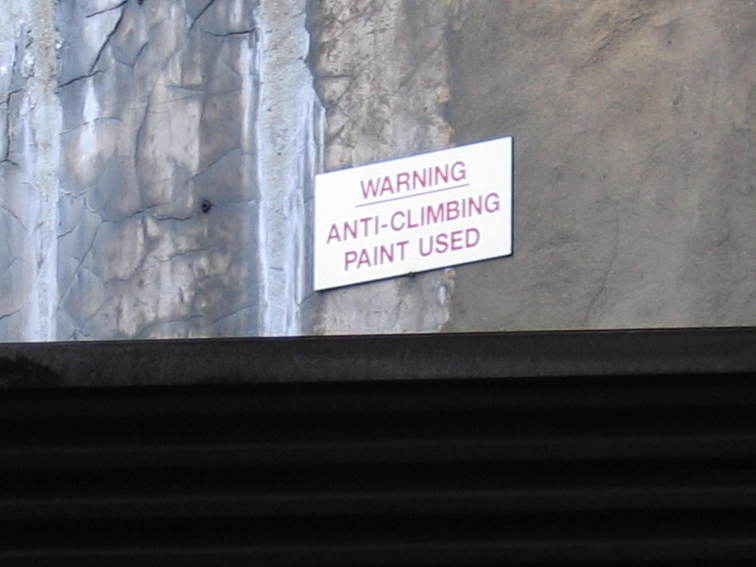 WARNING
ANTI-CLIMBING
PAINT USED